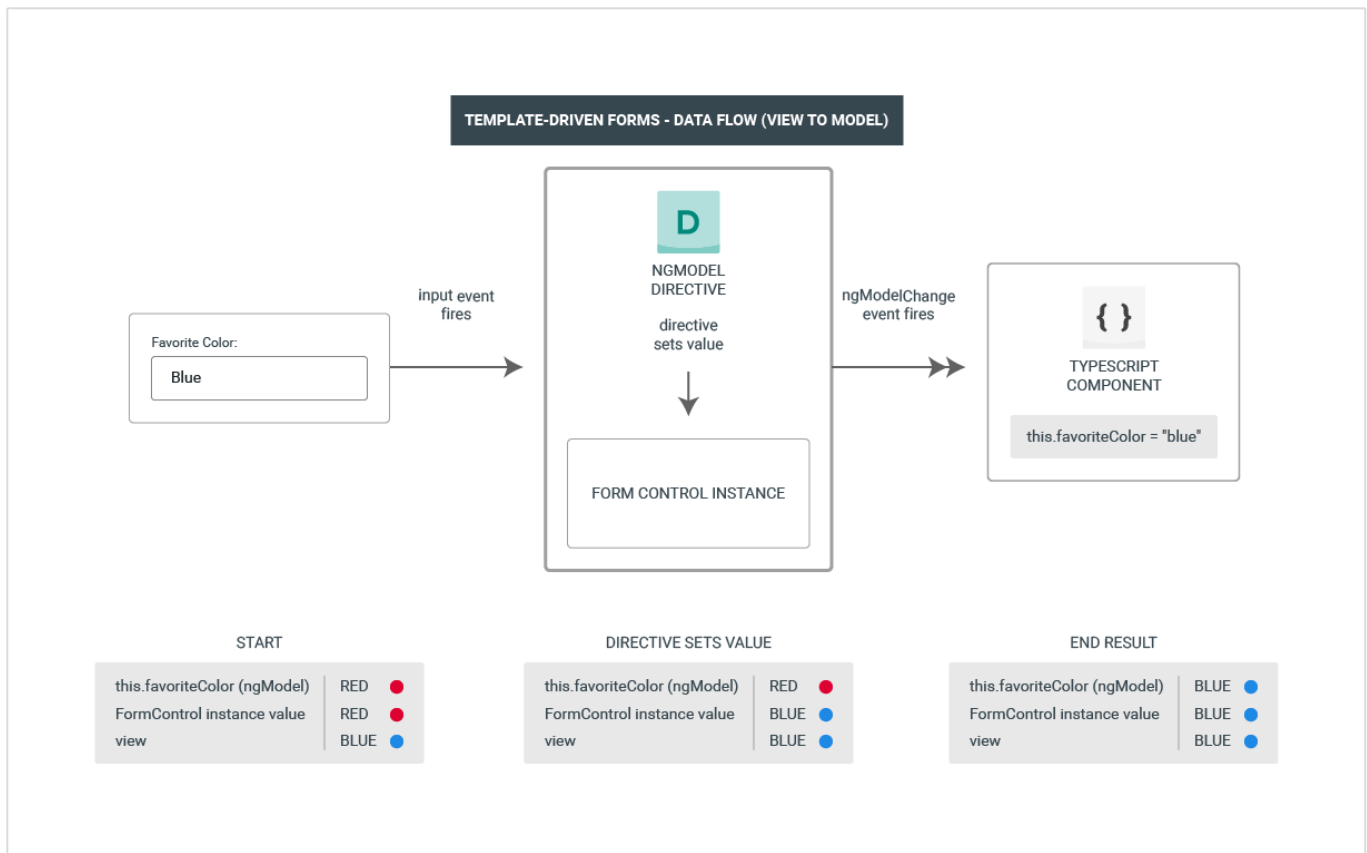 TEMPLATE-DRIVEN FORMS - DATA FLOW (VIEW TO MODEL)
Favorite Color:
Blue
input event
fires
D
NGMODEL
DIRECTIVE
directive
sets value
FORM CONTROL INSTANCE
ngModelChange
event fires
{ }
TYPESCRIPT
COMPONENT
this.favoriteColor = "blue"
START
this.favoriteColor (ngModel) RED
FormControl instance value RED
view BLUE
DIRECTIVE SETS VALUE
this.favoriteColor (ngModel) RED
FormControl instance value BLUE
view BLUE
END RESULT
this.favoriteColor (ngModel) BLUE
FormControl instance value BLUE
view BLUE